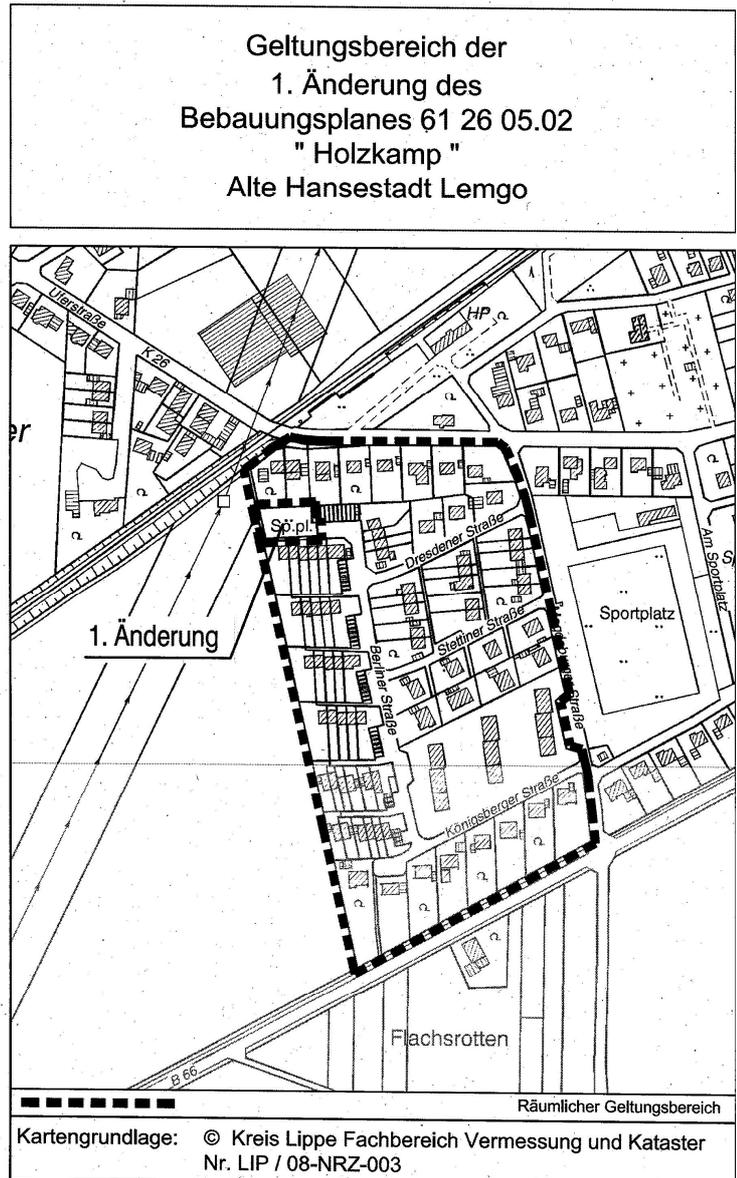 Geltungsbereich der
1. Änderung des
Bebauungsplanes 61 26 05.02
" Holzkamp "
Alte Hansestadt Lemgo
Uferstraße
K 26
HP
er
Sp.pl.
Dresdener Straße
Am Sportplatz
Sp
1. Änderung
Stettiner Straße
Sportplatz
Berliner Straße
Königsberger Straße
Flachsrotten
B 66
Räumlicher Geltungsbereich
Kartengrundlage: © Kreis Lippe Fachbereich Vermessung und Kataster
Nr. LIP / 08-NRZ-003